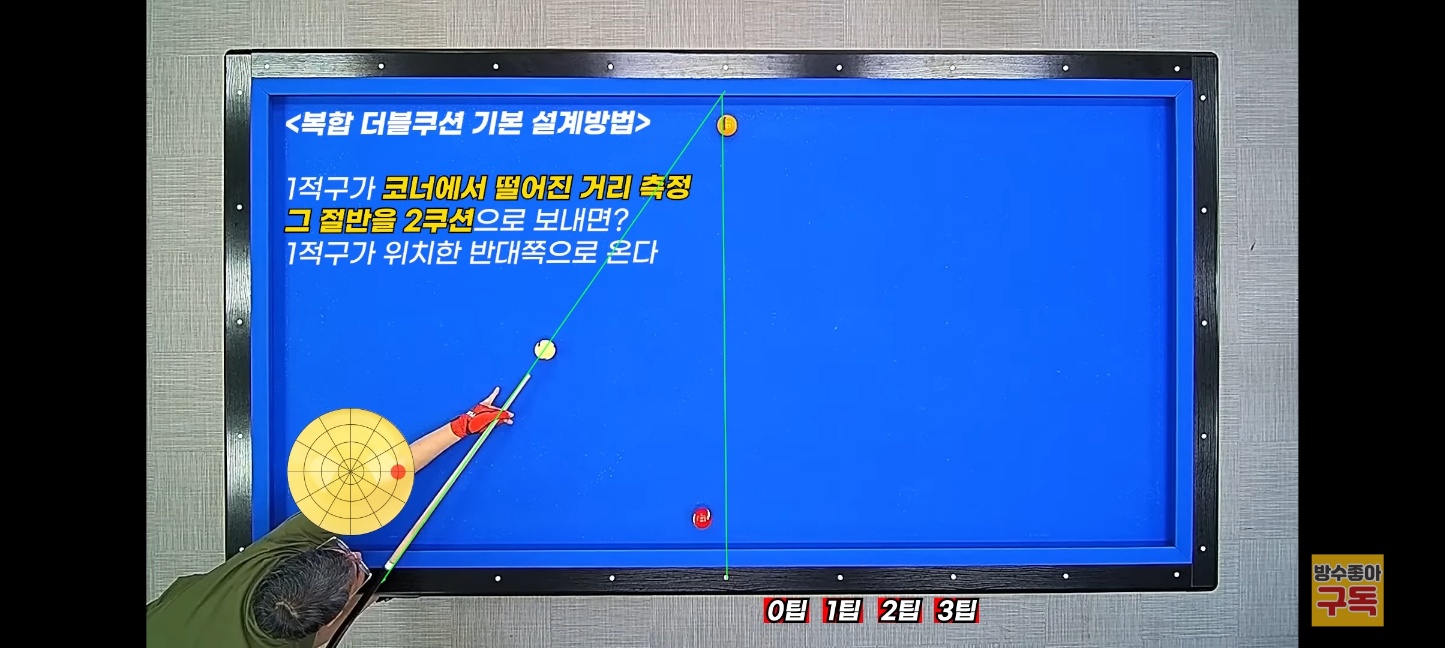 <복합 더블쿠션 기본 설계방법>
1적구가 코너에서 떨어진 거리 측정
그 절반을 2쿠션으로 보내면?
1적구가 위치한 반대쪽으로 온다
0팁 1팁 2팁 3팁
방수좋아
구독